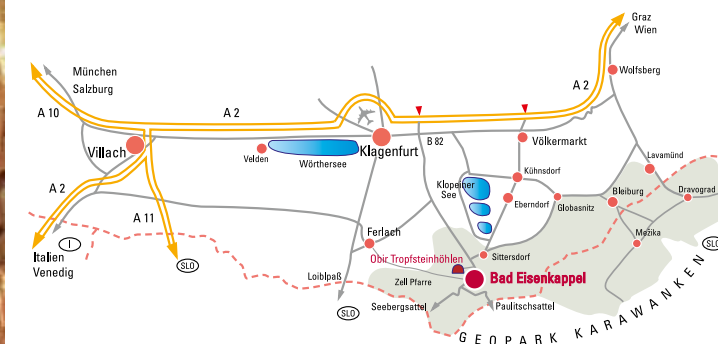 Graz
Wien
München
Salzburg
Wolfsberg
A 10
A 2
A 2
B 82
Völkermarkt
Villach
Velden
Wörthersee
Klagenfurt
Lavamünd
Klopeiner
See
Kühnsdorf
A 2
A 11
Eberndorf
Globasnitz
Bleiburg
Dravograd
Ferlach
Mežika
I
Italien
Venedig
SLO
Obir Tropfsteinhöhlen
Sittersdorf
SLO
Loiblpaß
Zell Pfarre
Bad Eisenkappel
SLO
Seebergsattel
Paulitschsattel
GEOPARK KARAWANKEN